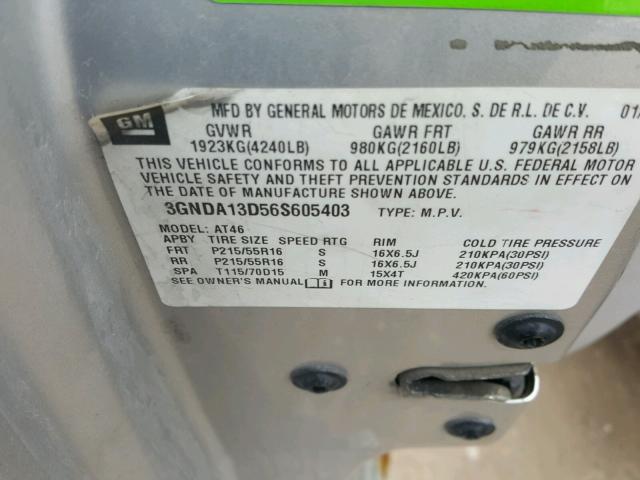 GM
MFD BY GENERAL MOTORS DE MEXICO, S. DE R.L. DE C.V. 01/
GVWR GAWR FRT GAWR RR
1923KG(4240LB) 980KG(2160LB) 979KG(2158LB)
THIS VEHICLE CONFORMS TO ALL APPLICABLE U.S. FEDERAL MOTOR
VEHICLE SAFETY AND THEFT PREVENTION STANDARDS IN EFFECT ON
THE DATE OF MANUFACTURE SHOWN ABOVE.
3GNDA13D56S605403 TYPE: M.P.V.
MODEL: AT46
APBY TIRE SIZE SPEED RTG RIM COLD TIRE PRESSURE
FRT P215/55R16 S 16X6.5J 210KPA(30PSI)
RR P215/55R16 S 16X6.5J 210KPA(30PSI)
SPA T115/70D15 M 15X4T 420KPA(60PSI)
SEE OWNER'S MANUAL FOR MORE INFORMATION.